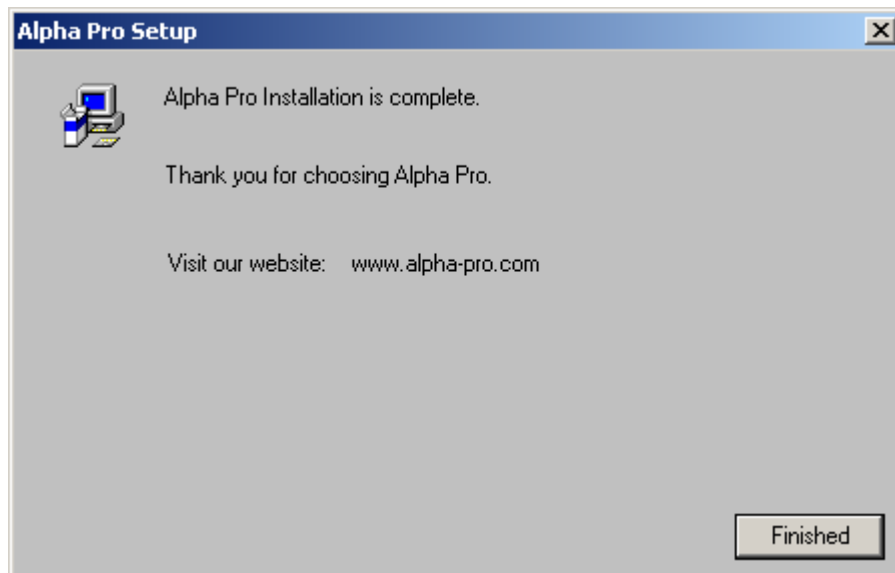 Alpha Pro Setup
Alpha Pro Installation is complete.
Thank you for choosing Alpha Pro.
Visit our website: www.alpha-pro.com
Finished